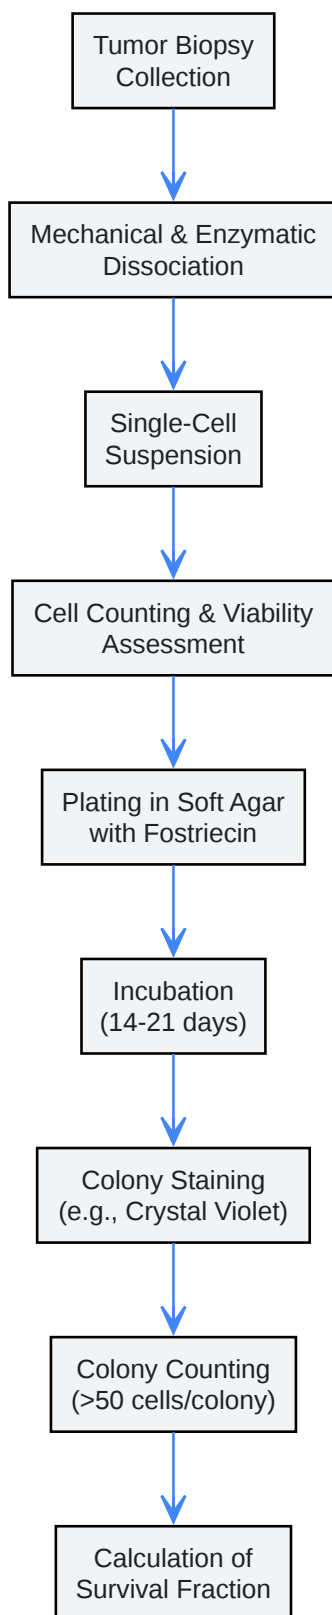 Tumor Biopsy
Collection
Mechanical & Enzymatic
Dissociation
Single-Cell
Suspension
Cell Counting & Viability
Assessment
Plating in Soft Agar
with Fostriecin
Incubation
(14-21 days)
Colony Staining
(e.g., Crystal Violet)
Colony Counting
(>50 cells/colony)
Calculation of
Survival Fraction